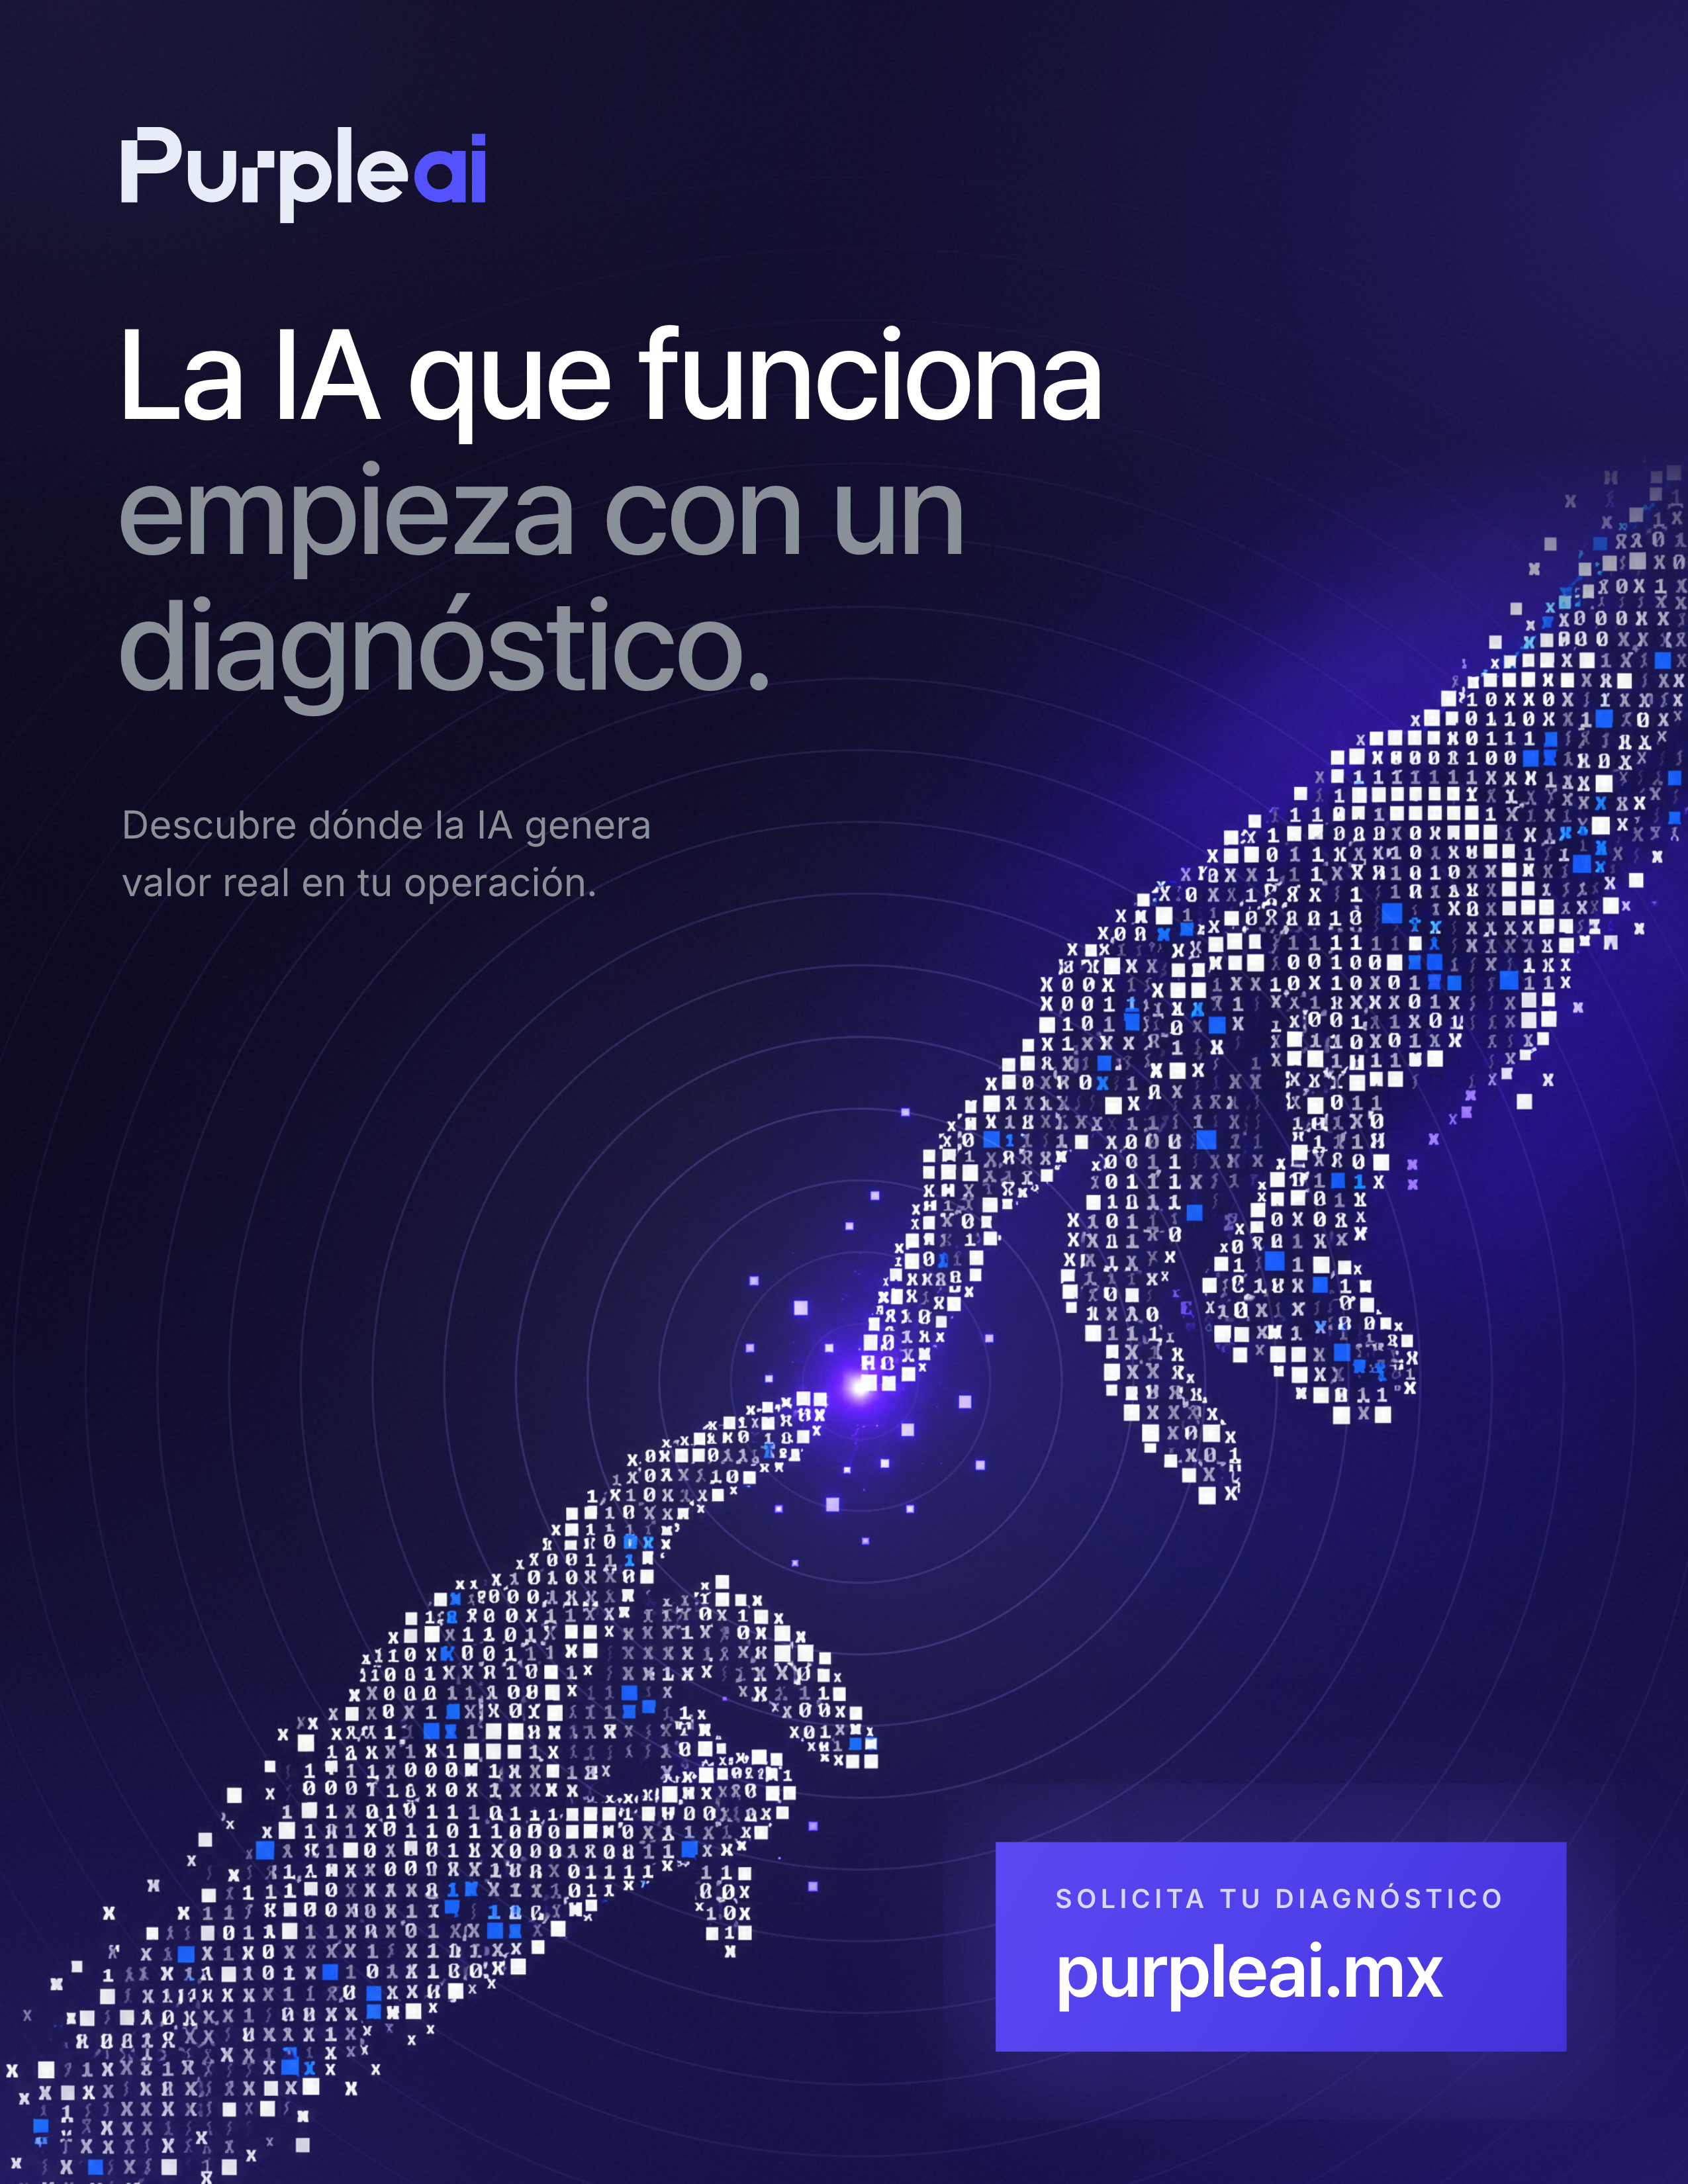 Purpleai
La IA que funciona
empieza con un
diagnóstico.
Descubre dónde la IA genera
valor real en tu operación.
SOLICITA TU DIAGNÓSTICO
purpleai.mx